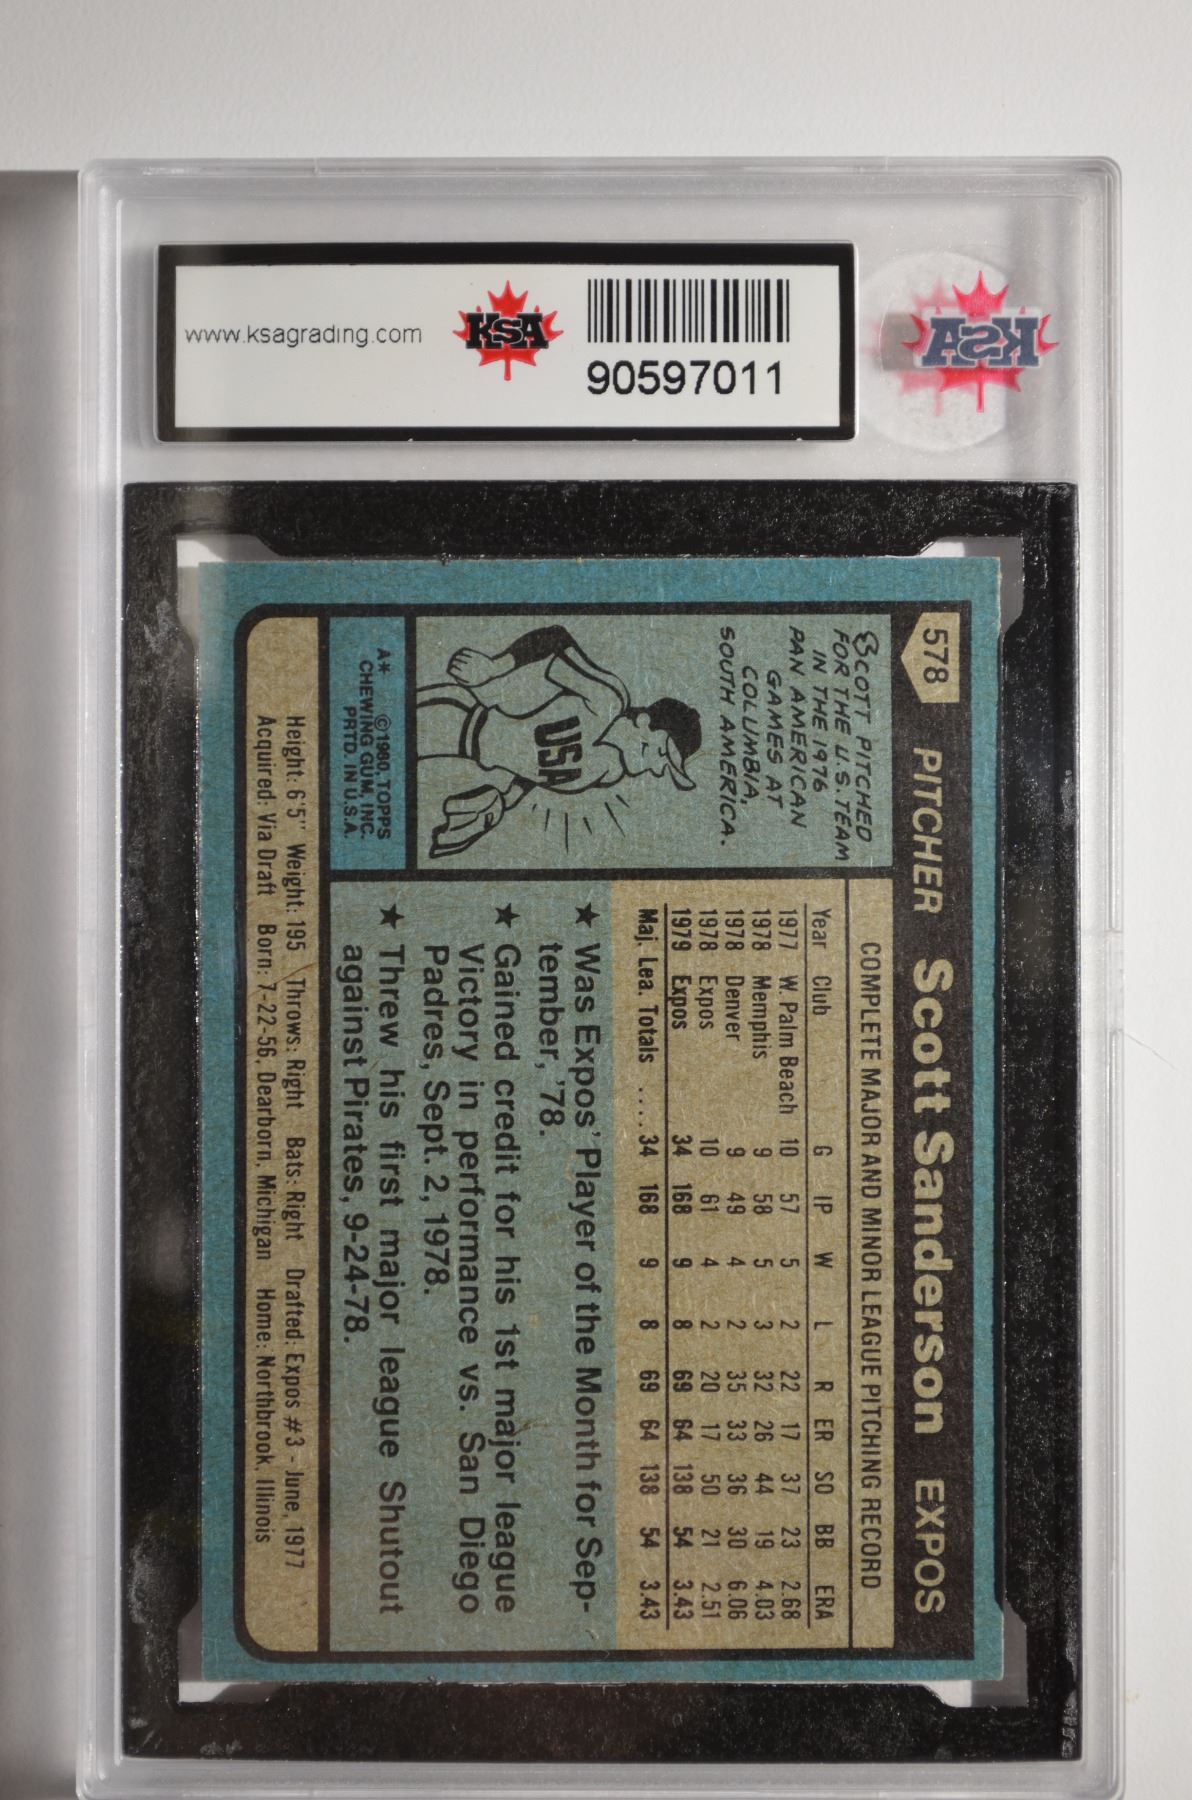 www.ksagrading.com
KSA
90597011
KSA
578
PITCHER Scott Sanderson EXPOS
SCOTT PITCHED
FOR THE U.S. TEAM
IN THE 1976
PAN AMERICAN
GAMES AT
COLUMBIA,
SOUTH AMERICA.
USA
A* ©1980, TOPPS
CHEWING GUM, INC.
PRTD. IN U.S.A.
COMPLETE MAJOR AND MINOR LEAGUE PITCHING RECORD
Year Club G IP W L R ER SO BB ERA
1977 W. Palm Beach 10 57 5 2 22 17 37 23 2.68
1978 Memphis 9 58 5 3 32 26 44 19 4.03
1978 Denver 9 49 4 2 35 33 36 30 6.06
1978 Expos 10 61 4 2 20 17 50 21 2.51
1979 Expos 34 168 9 8 69 64 138 54 3.43
Maj. Lea. Totals .... 34 168 9 8 69 64 138 54 3.43
★ Was Expos' Player of the Month for Sep-
tember, '78.
★ Gained credit for his 1st major league
Victory in performance vs. San Diego
Padres, Sept. 2, 1978.
★ Threw his first major league Shutout
against Pirates, 9-24-78.
Height: 6'5" Weight: 195 Throws: Right Bats: Right Drafted: Expos #3 - June, 1977
Acquired: Via Draft Born: 7-22-56, Dearborn, Michigan Home: Northbrook, Illinois